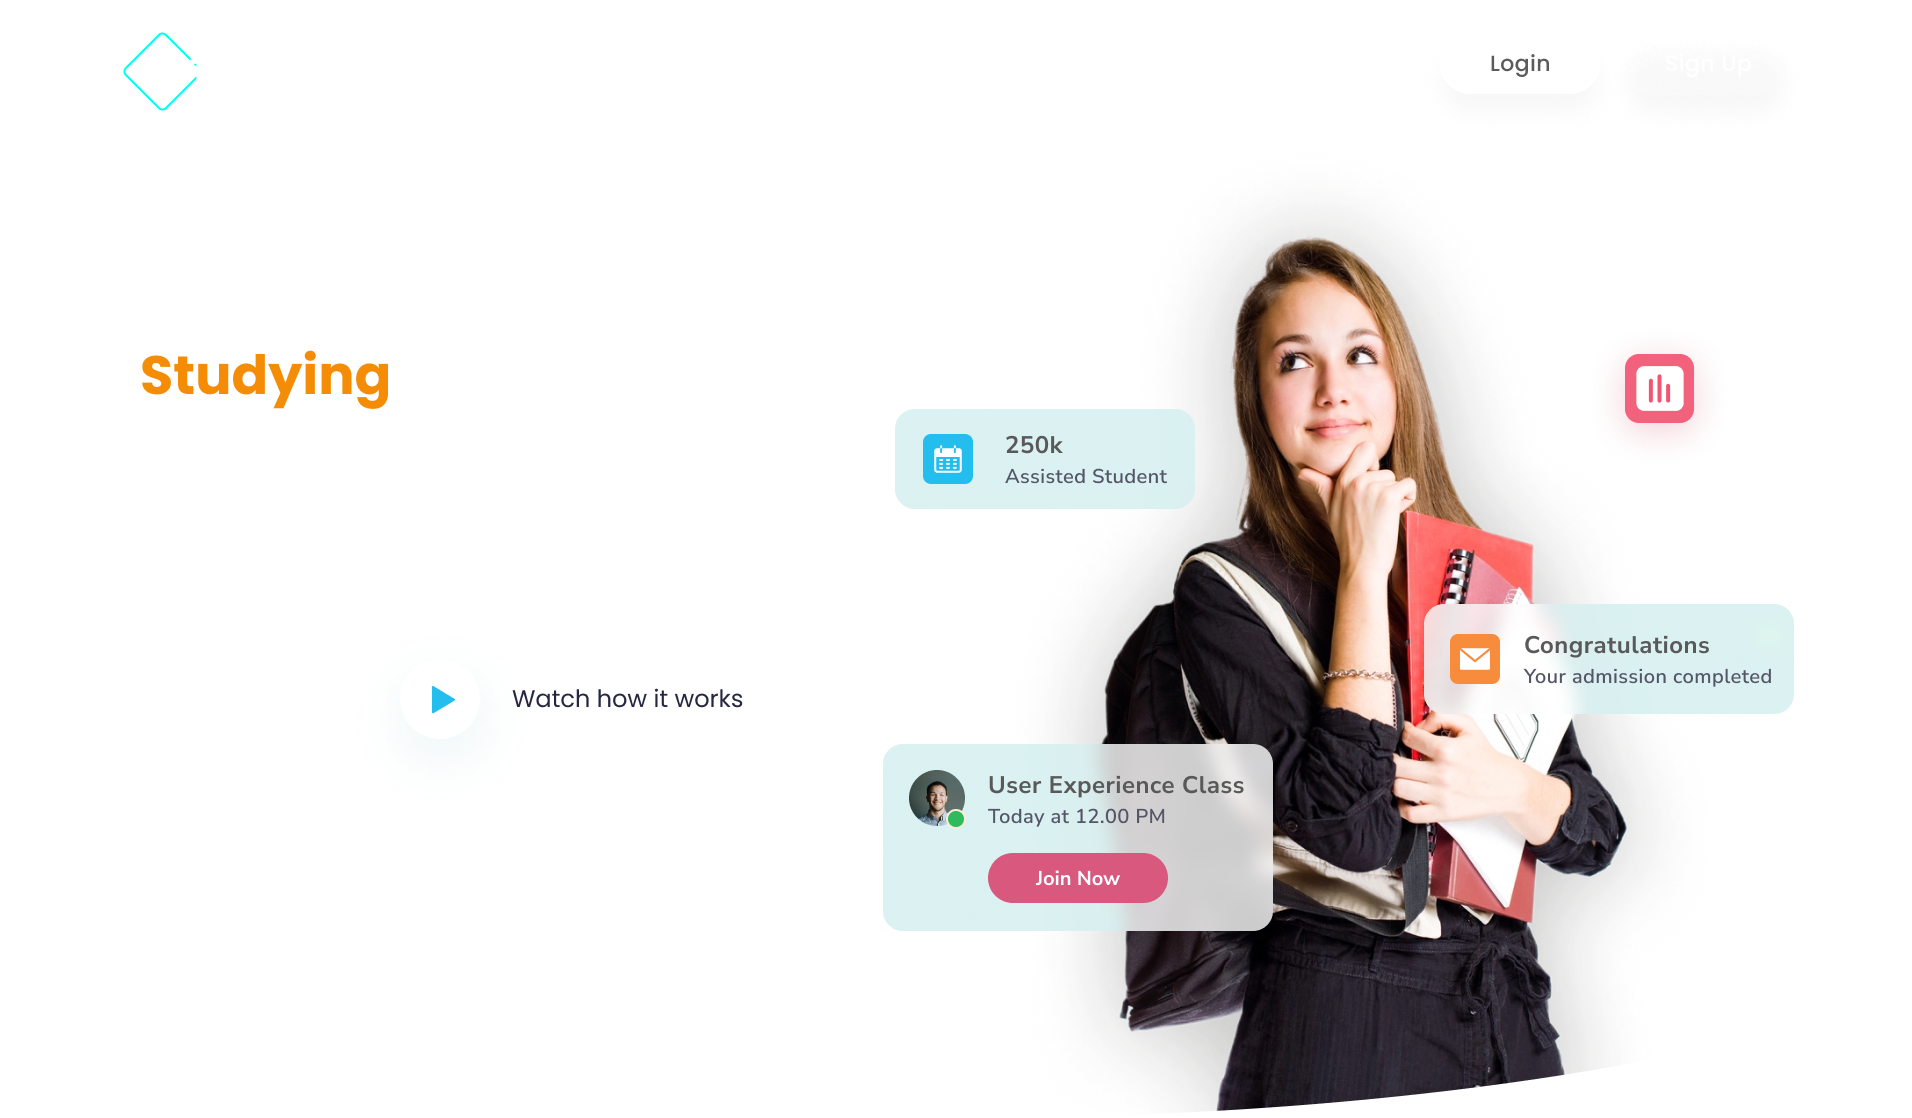 Login
Sign Up
Studying
250k
Assisted Student
Congratulations
Your admission completed
Watch how it works
User Experience Class
Today at 12.00 PM
Join Now